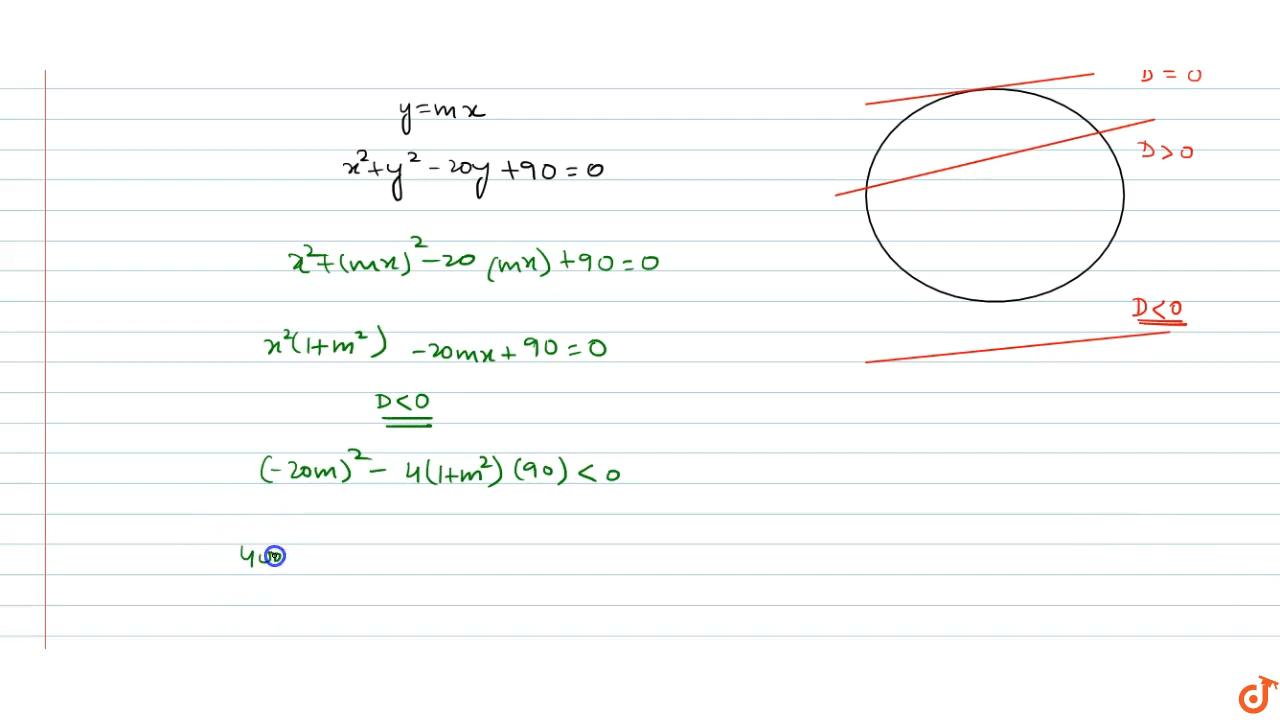 y = mx
x² + y² - 20y + 90 = 0
x² + (mx)² - 20 (mx) + 90 = 0
x² (1+m²) - 20mx + 90 = 0
D < 0
(-20m)² - 4(1+m²) (90) < 0
400
D = 0
D > 0
D < 0